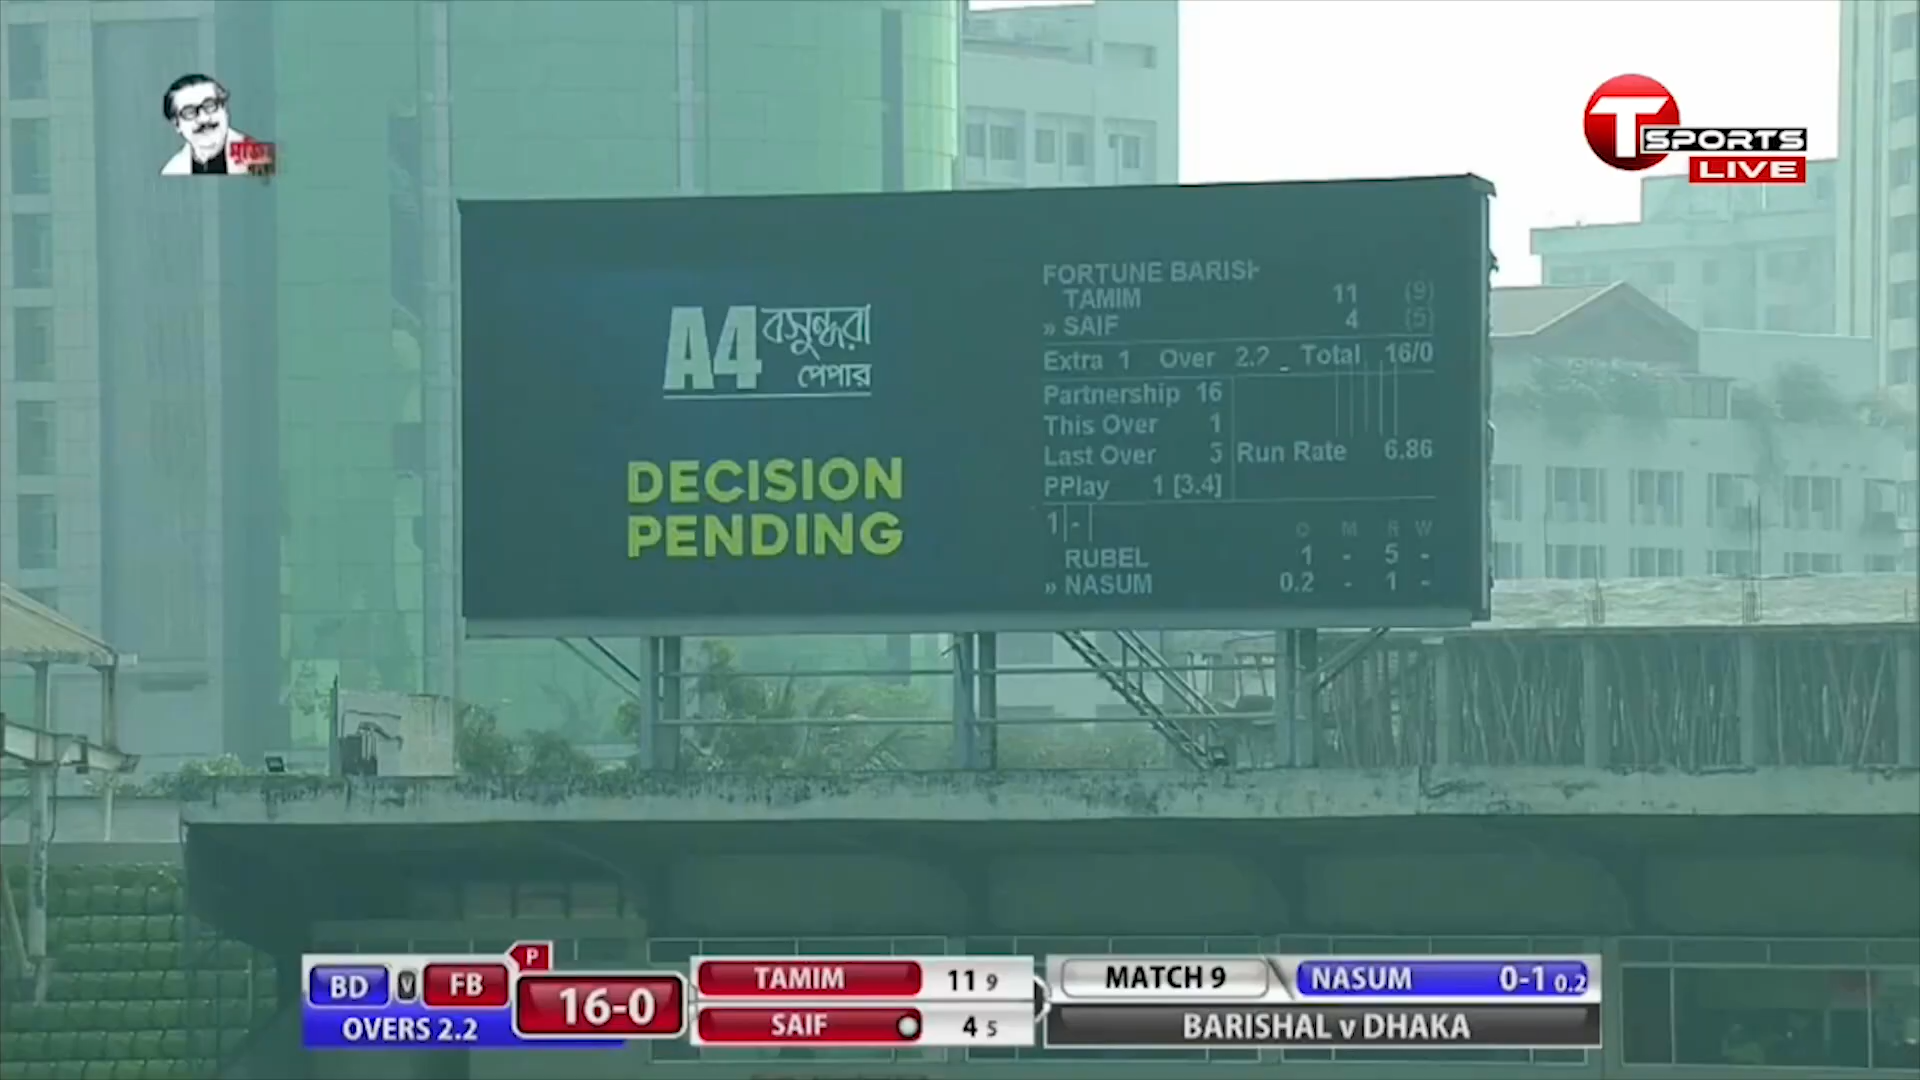 মুজিব
T SPORTS
LIVE
A4 বসুন্ধরা
পেপার
DECISION
PENDING
FORTUNE BARISH
TAMIM 11 (9)
» SAIF 4 (5)
Extra 1 Over 2.2 Total 16/0
Partnership 16
This Over 1
Last Over 5 Run Rate 6.86
PPlay 1 [3.4]
1 -
O M R W
RUBEL 1 - 5 -
» NASUM 0.2 - 1 -
P
BD V FB 16-0
OVERS 2.2
TAMIM 11 9
SAIF 4 5
MATCH 9 NASUM 0-1 0.2
BARISHAL v DHAKA